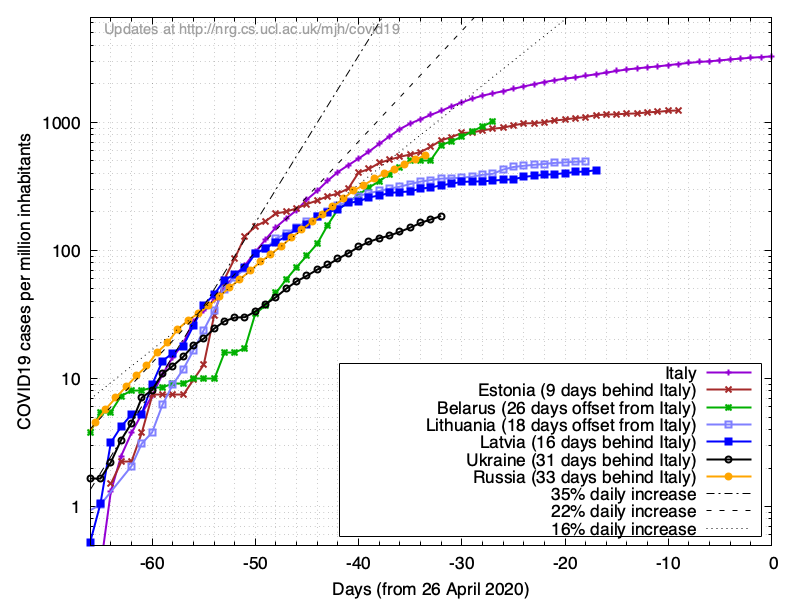 Updates at http://nrg.cs.ucl.ac.uk/mjh/covid19
COVID19 cases per million inhabitants
1000
100
10
1
Italy
Estonia (9 days behind Italy)
Belarus (26 days offset from Italy)
Lithuania (18 days offset from Italy)
Latvia (16 days behind Italy)
Ukraine (31 days behind Italy)
Russia (33 days behind Italy)
35% daily increase
22% daily increase
16% daily increase
-60 -50 -40 -30 -20 -10 0
Days (from 26 April 2020)